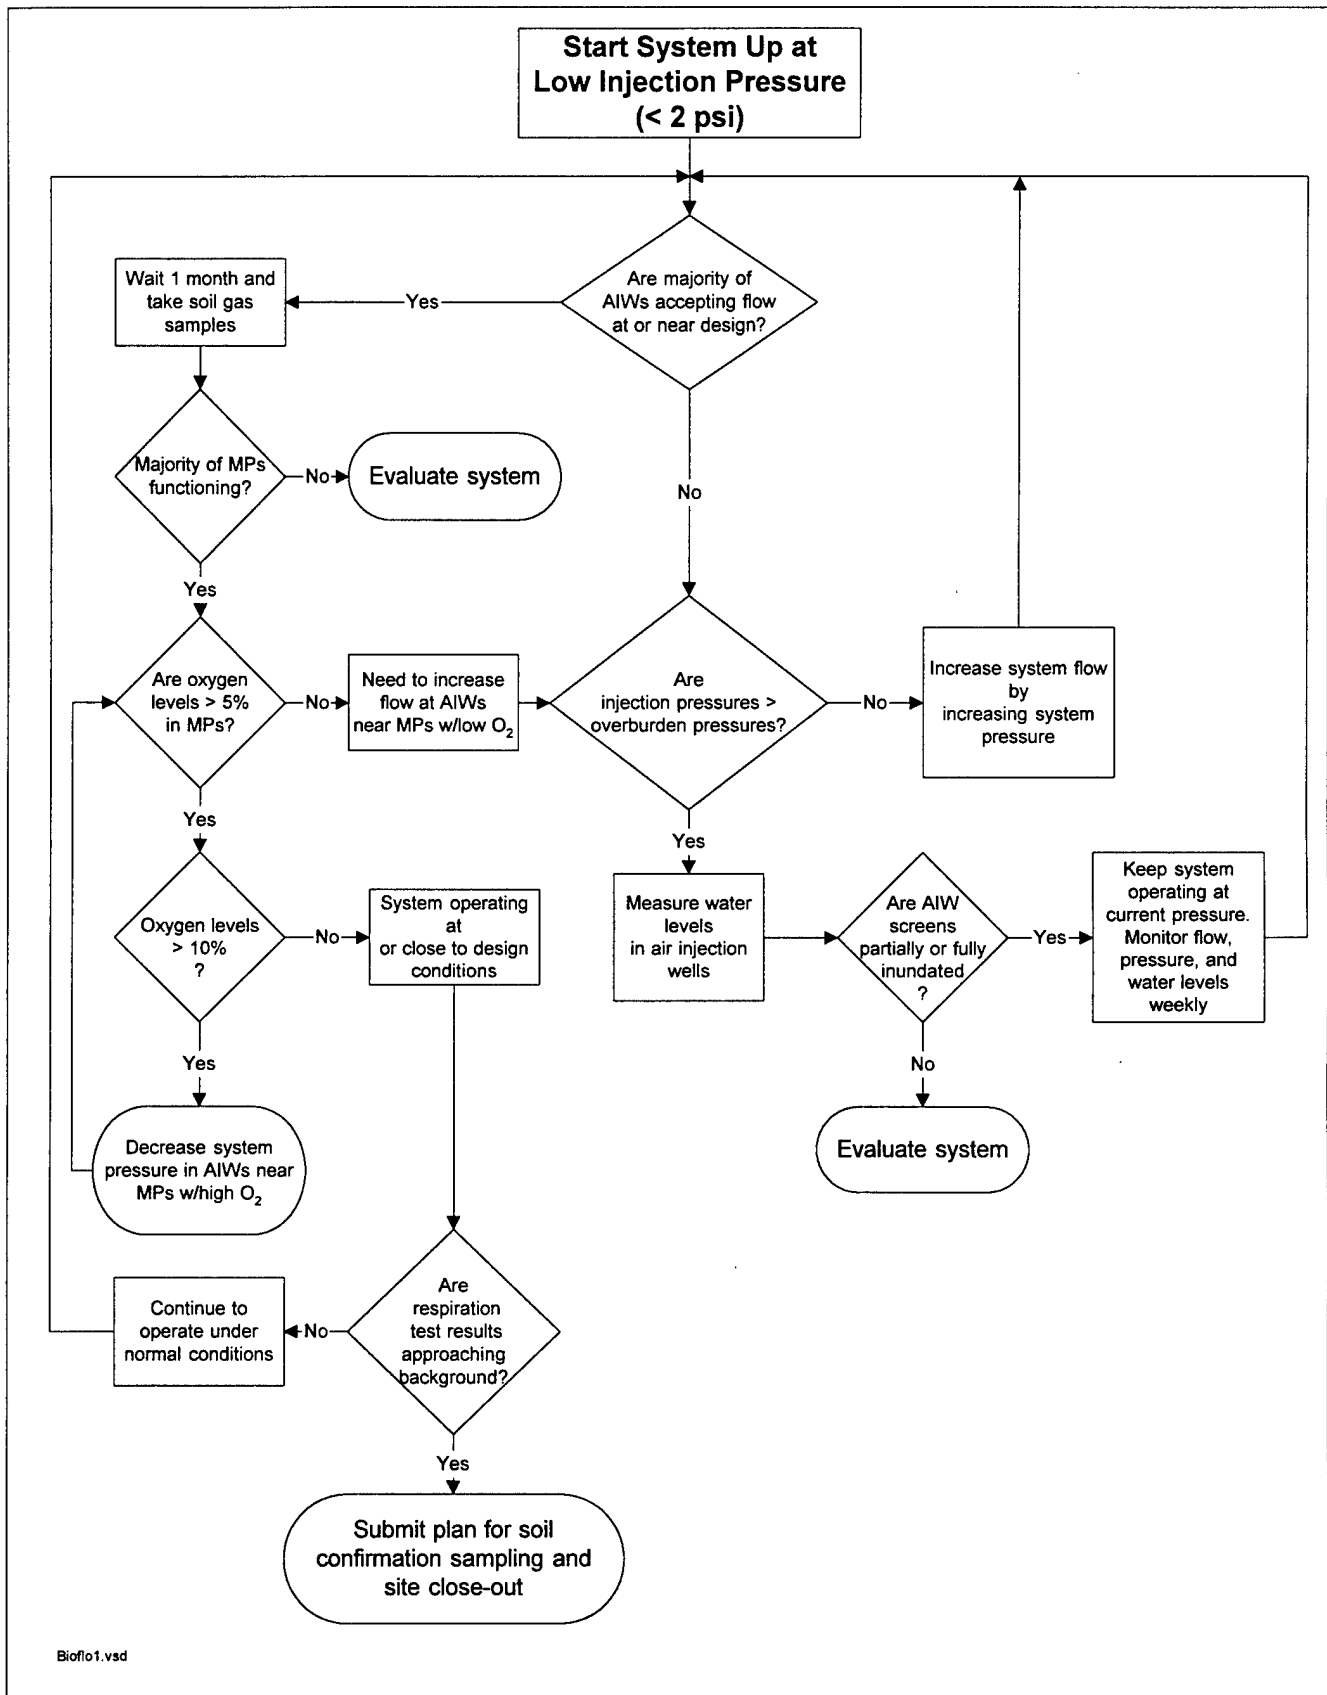 Start System Up at
Low Injection Pressure
(< 2 psi)
Are majority of
AIWs accepting flow
at or near design?
Yes
Wait 1 month and
take soil gas
samples
Majority of MPs
functioning?
No
Evaluate system
No
Yes
Are oxygen
levels > 5%
in MPs?
No
Need to increase
flow at AIWs
near MPs w/low O₂
Are
injection pressures >
overburden pressures?
No
Increase system flow
by
increasing system
pressure
Yes
Yes
Oxygen levels
> 10%
?
No
System operating
at
or close to design
conditions
Measure water
levels
in air injection
wells
Are AIW
screens
partially or fully
inundated
?
Yes
Keep system
operating at
current pressure.
Monitor flow,
pressure, and
water levels
weekly
Yes
No
Decrease system
pressure in AIWs near
MPs w/high O₂
Evaluate system
Continue to
operate under
normal conditions
No
Are
respiration
test results
approaching
background?
Yes
Submit plan for soil
confirmation sampling and
site close-out
Bioflo1.vsd